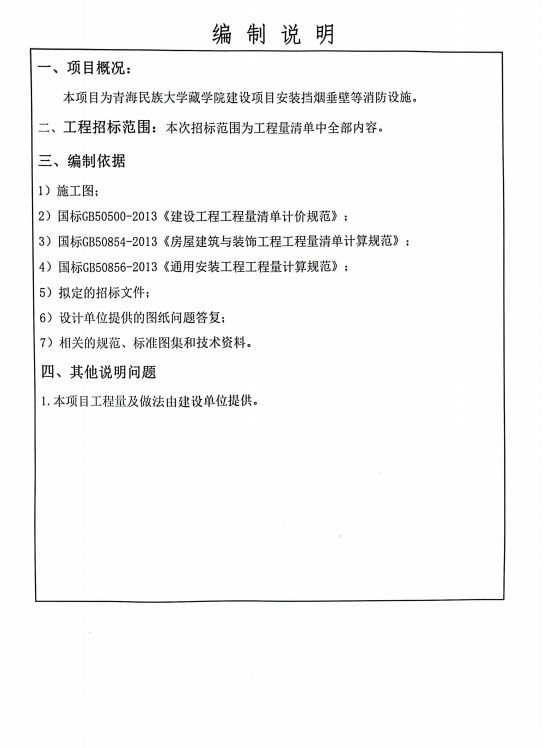 编 制 说 明
一、项目概况：
本项目为青海民族大学藏学院建设项目安装挡烟垂壁等消防设施。
二、工程招标范围：本次招标范围为工程量清单中全部内容。
三、编制依据
1）施工图；
2）国标GB50500-2013《建设工程工程量清单计价规范》；
3）国标GB50854-2013《房屋建筑与装饰工程工程量清单计算规范》；
4）国标GB50856-2013《通用安装工程工程量计算规范》；
5）拟定的招标文件；
6）设计单位提供的图纸问题答复；
7）相关的规范、标准图集和技术资料。
四、其他说明问题
1.本项目工程量及做法由建设单位提供。